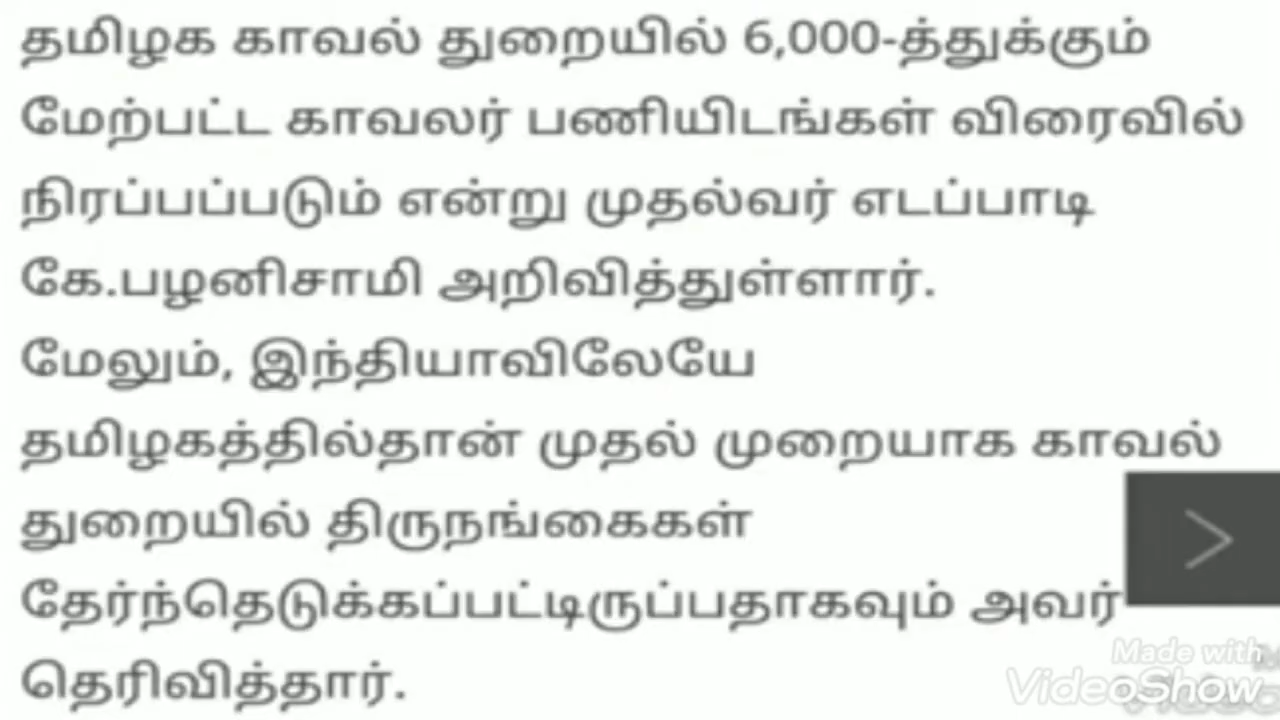 தமிழக காவல் துறையில் 6,000-த்துக்கும்
மேற்பட்ட காவலர் பணியிடங்கள் விரைவில்
நிரப்பப்படும் என்று முதல்வர் எடப்பாடி
கே.பழனிசாமி அறிவித்துள்ளார்.
மேலும், இந்தியாவிலேயே
தமிழகத்தில்தான் முதல் முறையாக காவல்
துறையில் திருநங்கைகள்
தேர்ந்தெடுக்கப்பட்டிருப்பதாகவும் அவர்
தெரிவித்தார்.
Made with
VideoShow